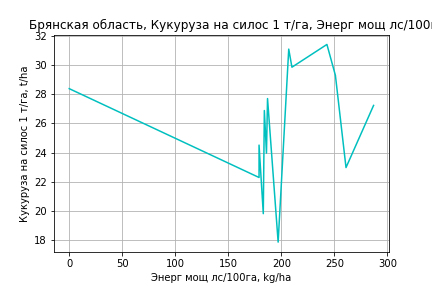 Брянская область, Кукуруза на силос 1 т/га, Энерг мощ лс/100г
32
30
28
26
24
22
20
18
Кукуруза на силос 1 т/га, t/ha
0 50 100 150 200 250 300
Энерг мощ лс/100га, kg/ha